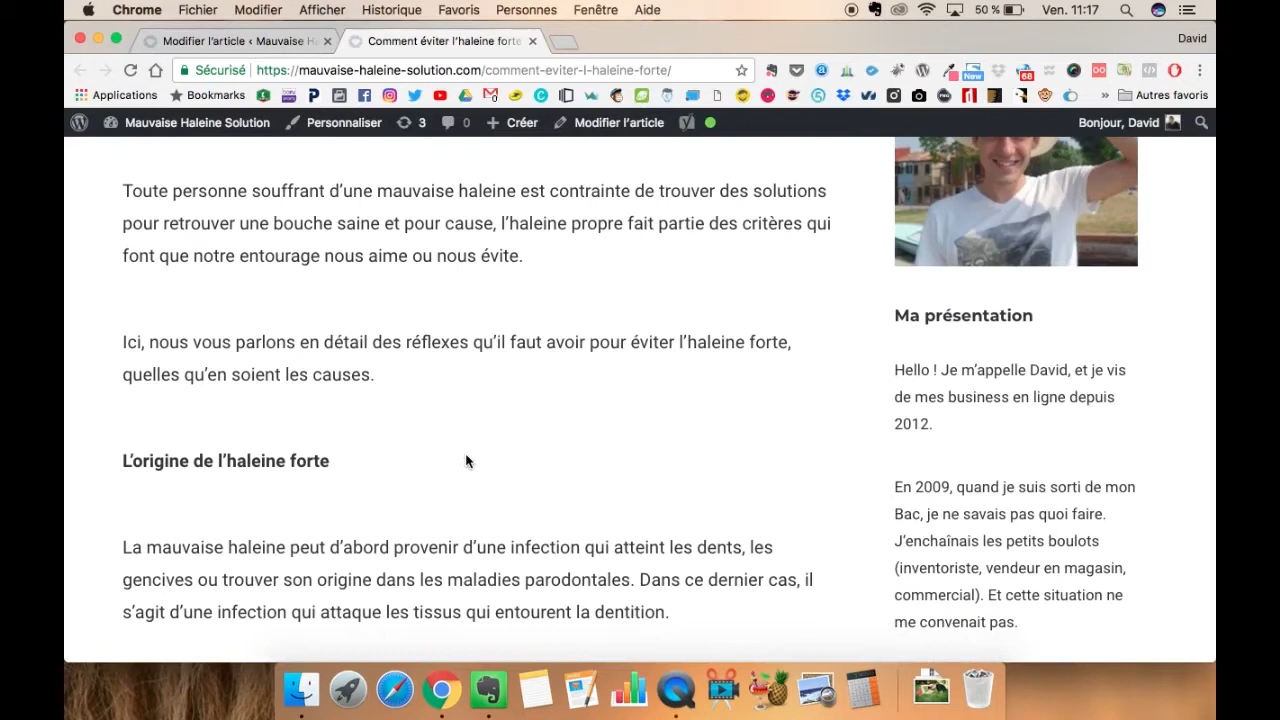 Chrome Fichier Modifier Afficher Historique Favoris Personnes Fenêtre Aide 50 % Ven. 11:17
Modifier l'article ‹ Mauvaise H
Comment éviter l'haleine forte
David
Sécurisé https://mauvaise-haleine-solution.com/comment-eviter-l-haleine-forte/
New
68
Applications Bookmarks » Autres favoris
Mauvaise Haleine Solution Personnaliser 3 0 Créer Modifier l'article Bonjour, David
Toute personne souffrant d'une mauvaise haleine est contrainte de trouver des solutions
pour retrouver une bouche saine et pour cause, l'haleine propre fait partie des critères qui
font que notre entourage nous aime ou nous évite.
Ici, nous vous parlons en détail des réflexes qu'il faut avoir pour éviter l'haleine forte,
quelles qu'en soient les causes.
L'origine de l'haleine forte
La mauvaise haleine peut d'abord provenir d'une infection qui atteint les dents, les
gencives ou trouver son origine dans les maladies parodontales. Dans ce dernier cas, il
s'agit d'une infection qui attaque les tissus qui entourent la dentition.
Ma présentation
Hello ! Je m'appelle David, et je vis
de mes business en ligne depuis
2012.
En 2009, quand je suis sorti de mon
Bac, je ne savais pas quoi faire.
J'enchaînais les petits boulots
(inventoriste, vendeur en magasin,
commercial). Et cette situation ne
me convenait pas.